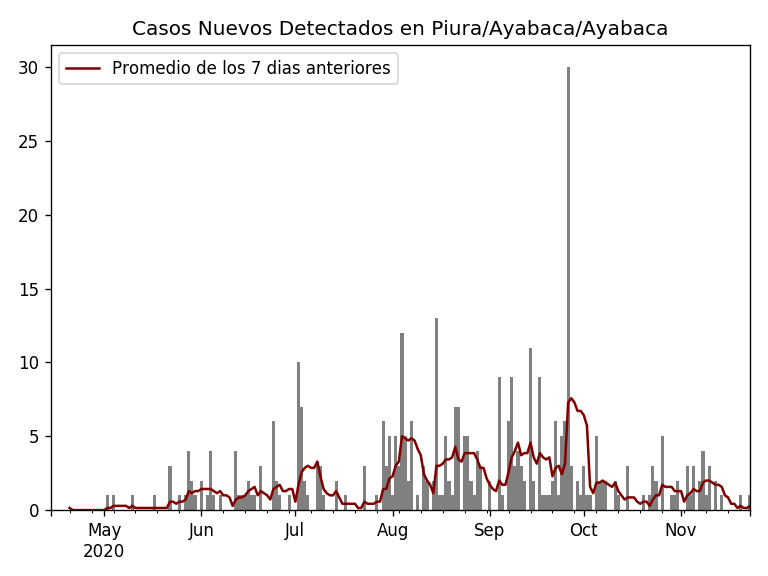 Casos Nuevos Detectados en Piura/Ayabaca/Ayabaca
Promedio de los 7 dias anteriores
30
25
20
15
10
5
0
May Jun Jul Aug Sep Oct Nov
2020